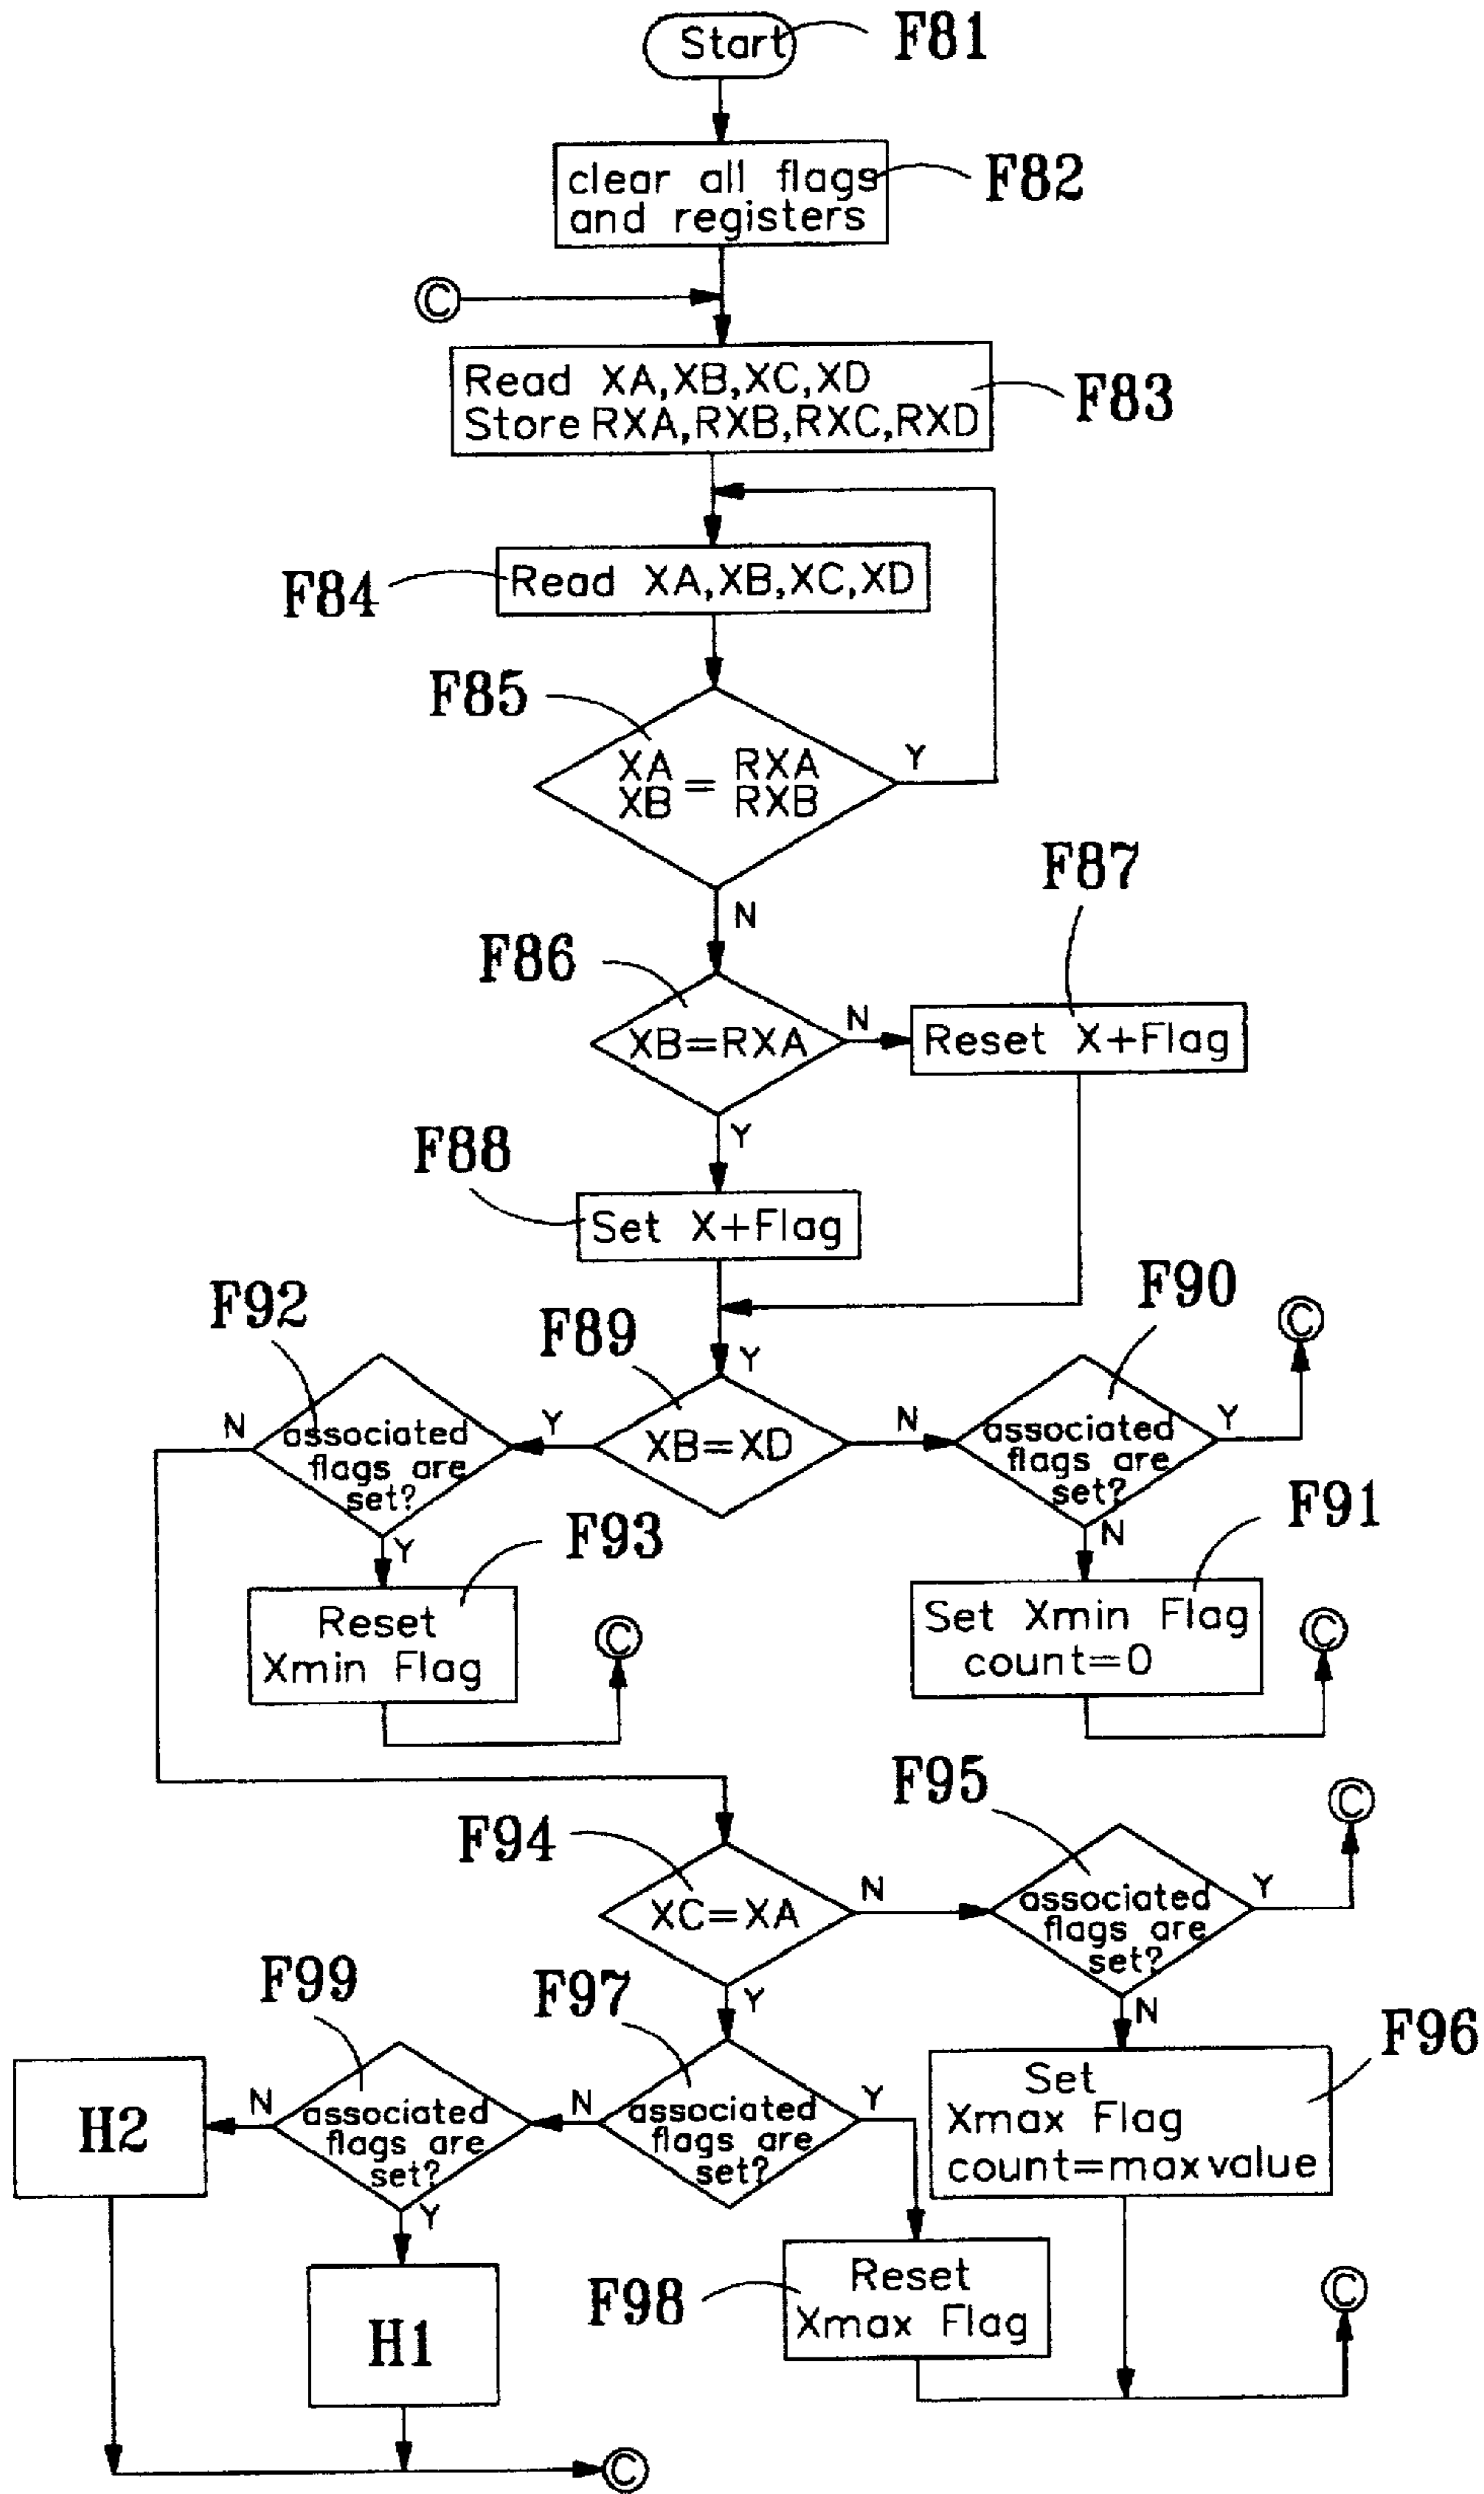 Start
F81
clear all flags
and registers
F82
C
Read XA,XB,XC,XD
Store RXA,RXB,RXC,RXD
F83
F84
Read XA,XB,XC,XD
F85
XA = RXA
XB RXB
Y
N
F87
F86
XB=RXA
N
Reset X+Flag
Y
F88
Set X+Flag
F92
F89
F90
C
Y
N
associated
flags are
set?
Y
XB=XD
N
associated
flags are
set?
Y
Y
F93
N
F91
Reset
Xmin Flag
C
Set Xmin Flag
count=0
C
F94
F95
C
XC=XA
N
associated
flags are
set?
Y
Y
N
F99
F97
F96
H2
N
associated
flags are
set?
N
associated
flags are
set?
Y
Set
Xmax Flag
count=max value
Y
H1
F98
Reset
Xmax Flag
C
C